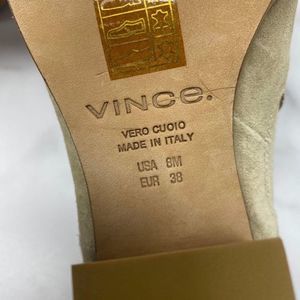 VINCE.
VERO CUOIO
MADE IN ITALY
USA 8M
EUR 38